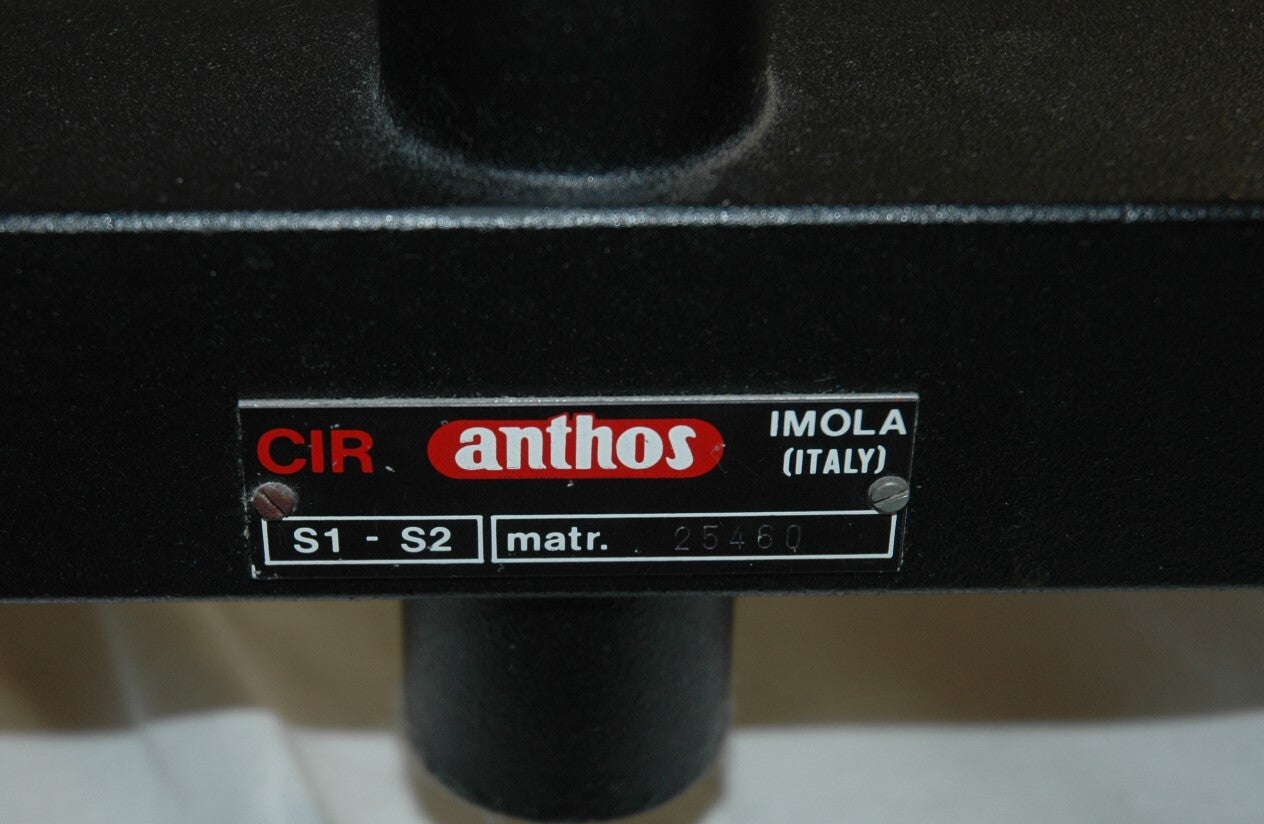 CIR anthos IMOLA
(ITALY)
S1 - S2 matr. 25460